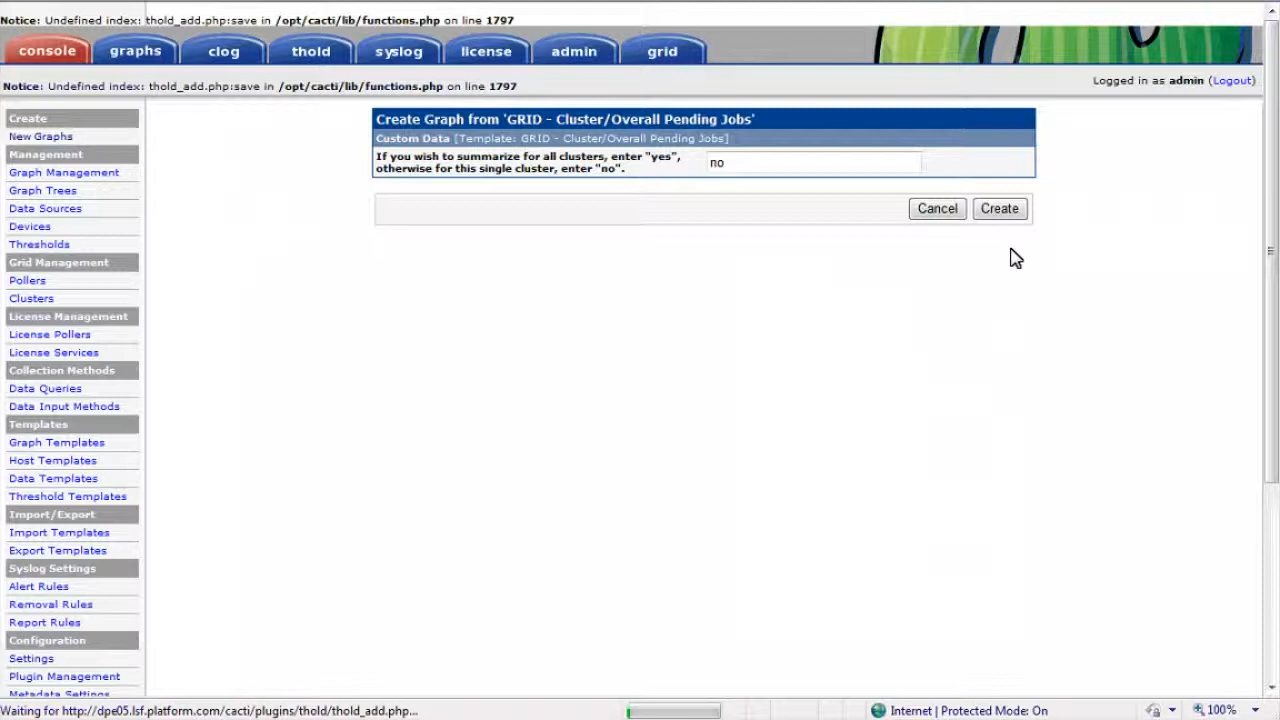 Notice: Undefined index: thold_add.php:save in /opt/cacti/lib/functions.php on line 1797
console graphs clog thold syslog license admin grid
Notice: Undefined index: thold_add.php:save in /opt/cacti/lib/functions.php on line 1797
Logged in as admin (Logout)
Create
New Graphs
Management
Graph Management
Graph Trees
Data Sources
Devices
Thresholds
Grid Management
Pollers
Clusters
License Management
License Pollers
License Services
Collection Methods
Data Queries
Data Input Methods
Templates
Graph Templates
Host Templates
Data Templates
Threshold Templates
Import/Export
Import Templates
Export Templates
Syslog Settings
Alert Rules
Removal Rules
Report Rules
Configuration
Settings
Plugin Management
Metadata Settings
Create Graph from 'GRID - Cluster/Overall Pending Jobs'
Custom Data [Template: GRID - Cluster/Overall Pending Jobs]
If you wish to summarize for all clusters, enter "yes",
otherwise for this single cluster, enter "no".
no
Cancel Create
Waiting for http://dpe05.lsf.platform.com/cacti/plugins/thold/thold_add.php...
Internet | Protected Mode: On
100%